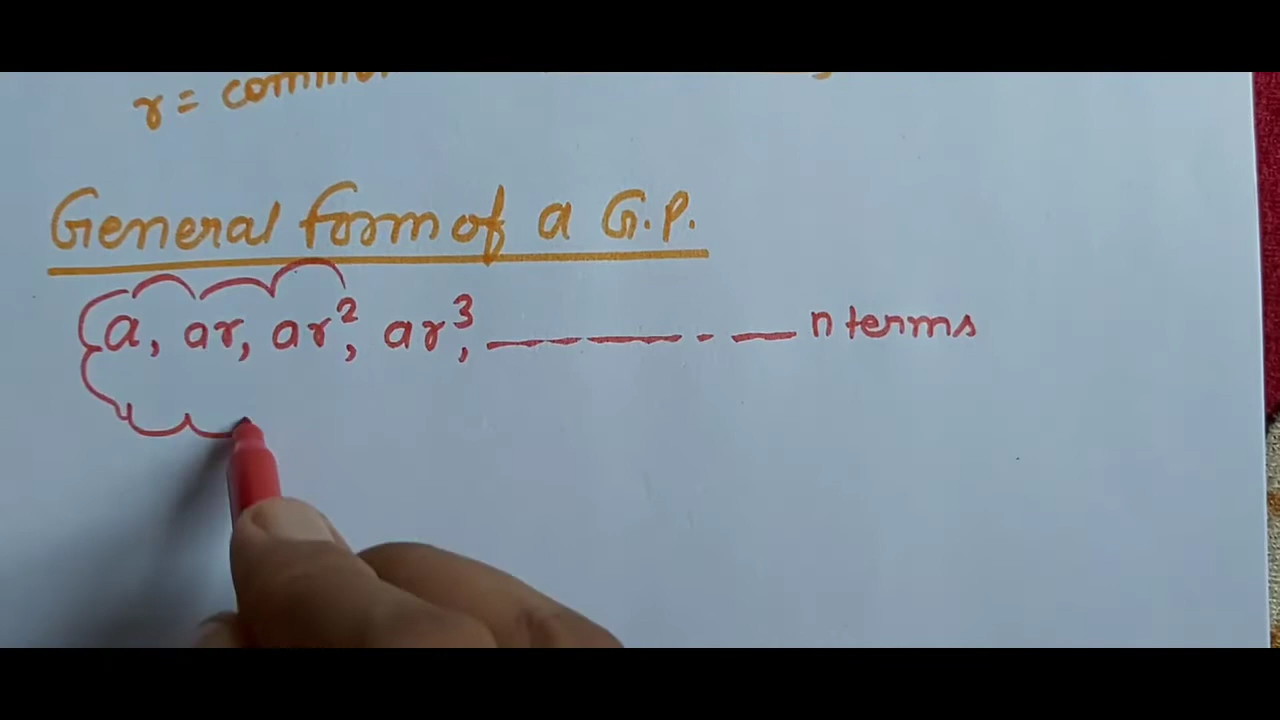 r =
General form of a G.P.
a, ar, ar², ar³, _ _ _ . _ n terms